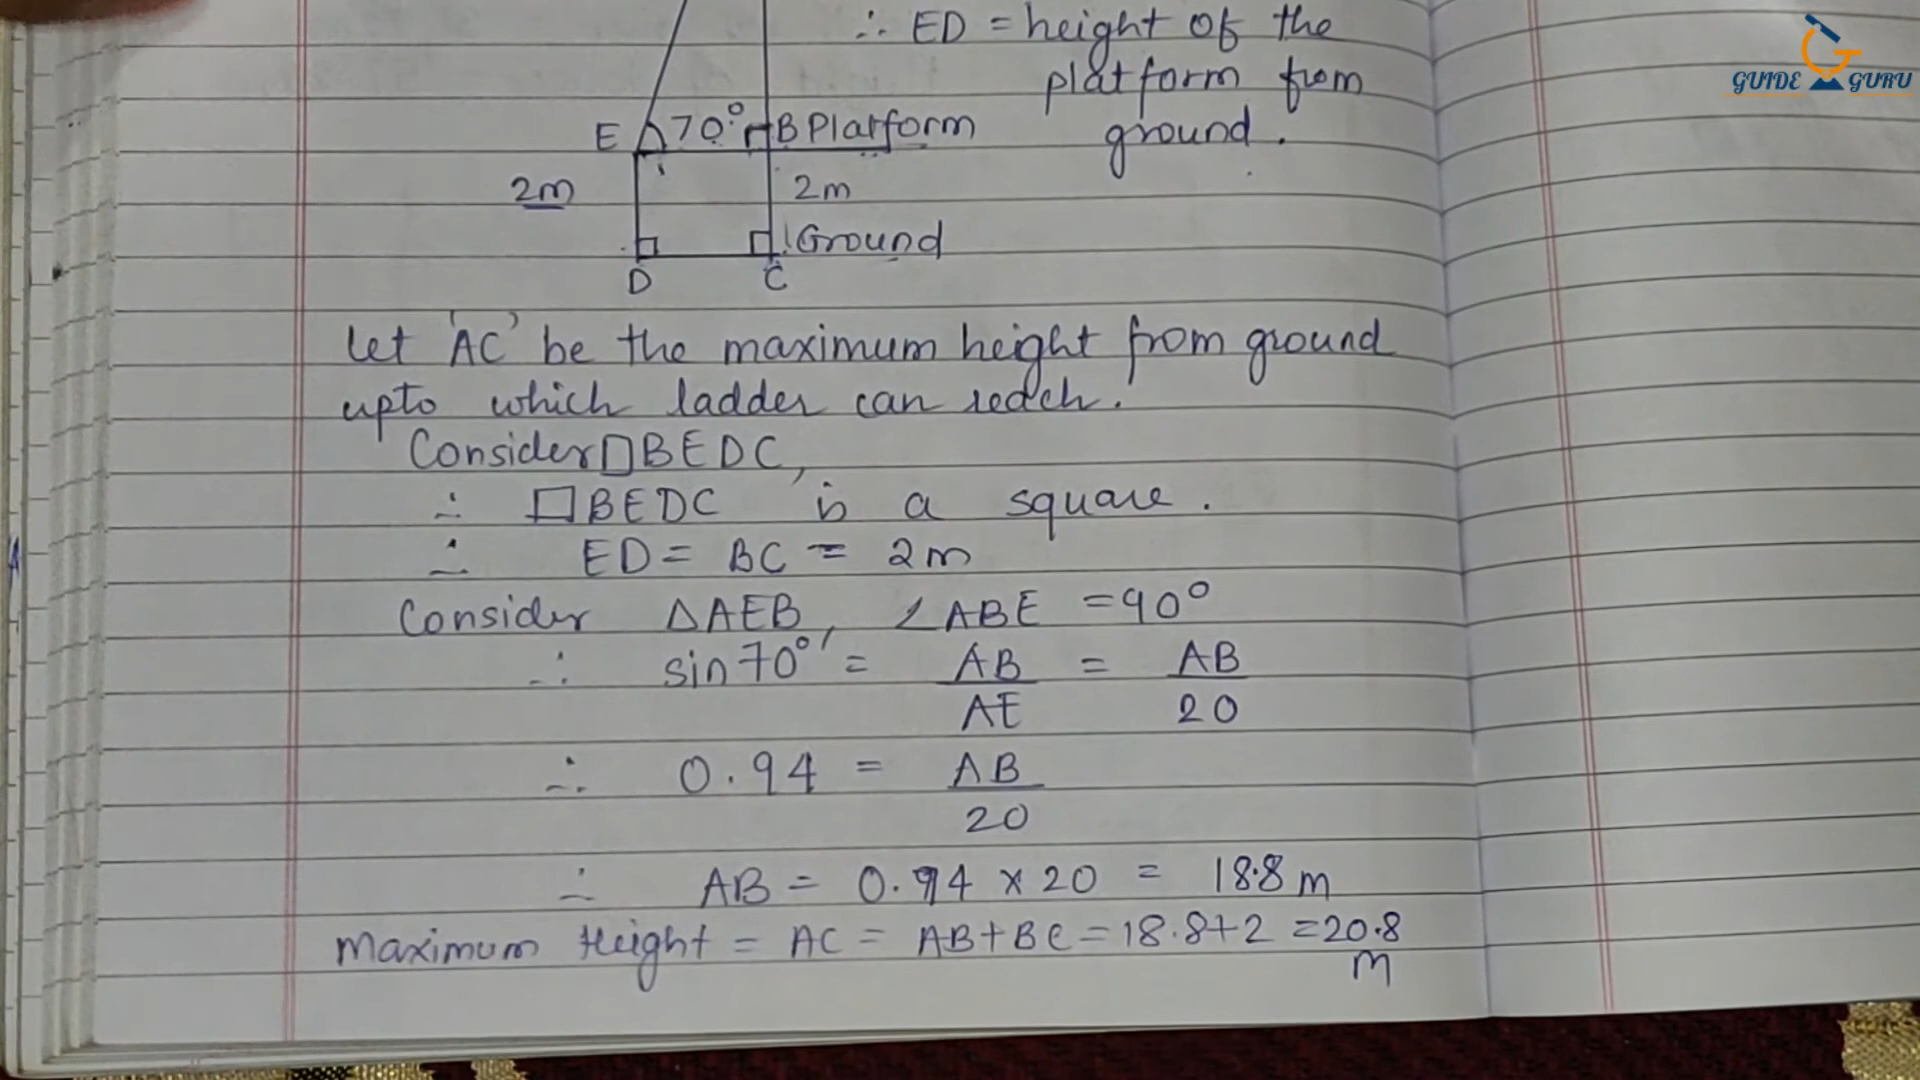 ∴ ED = height of the
platform from
ground.
GUIDE GURU
E 70° B Platform
2m 2m
Ground
D C
Let 'AC' be the maximum height from ground
upto which ladder can reach.
Consider □BEDC,
∴ □BEDC is a square.
∴ ED = BC = 2m
Consider △AEB, ∠ABE = 90°
∴ sin 70° = AB/AE = AB/20
∴ 0.94 = AB/20
∴ AB = 0.94 × 20 = 18.8 m
Maximum Height = AC = AB + BC = 18.8+2 = 20.8
m